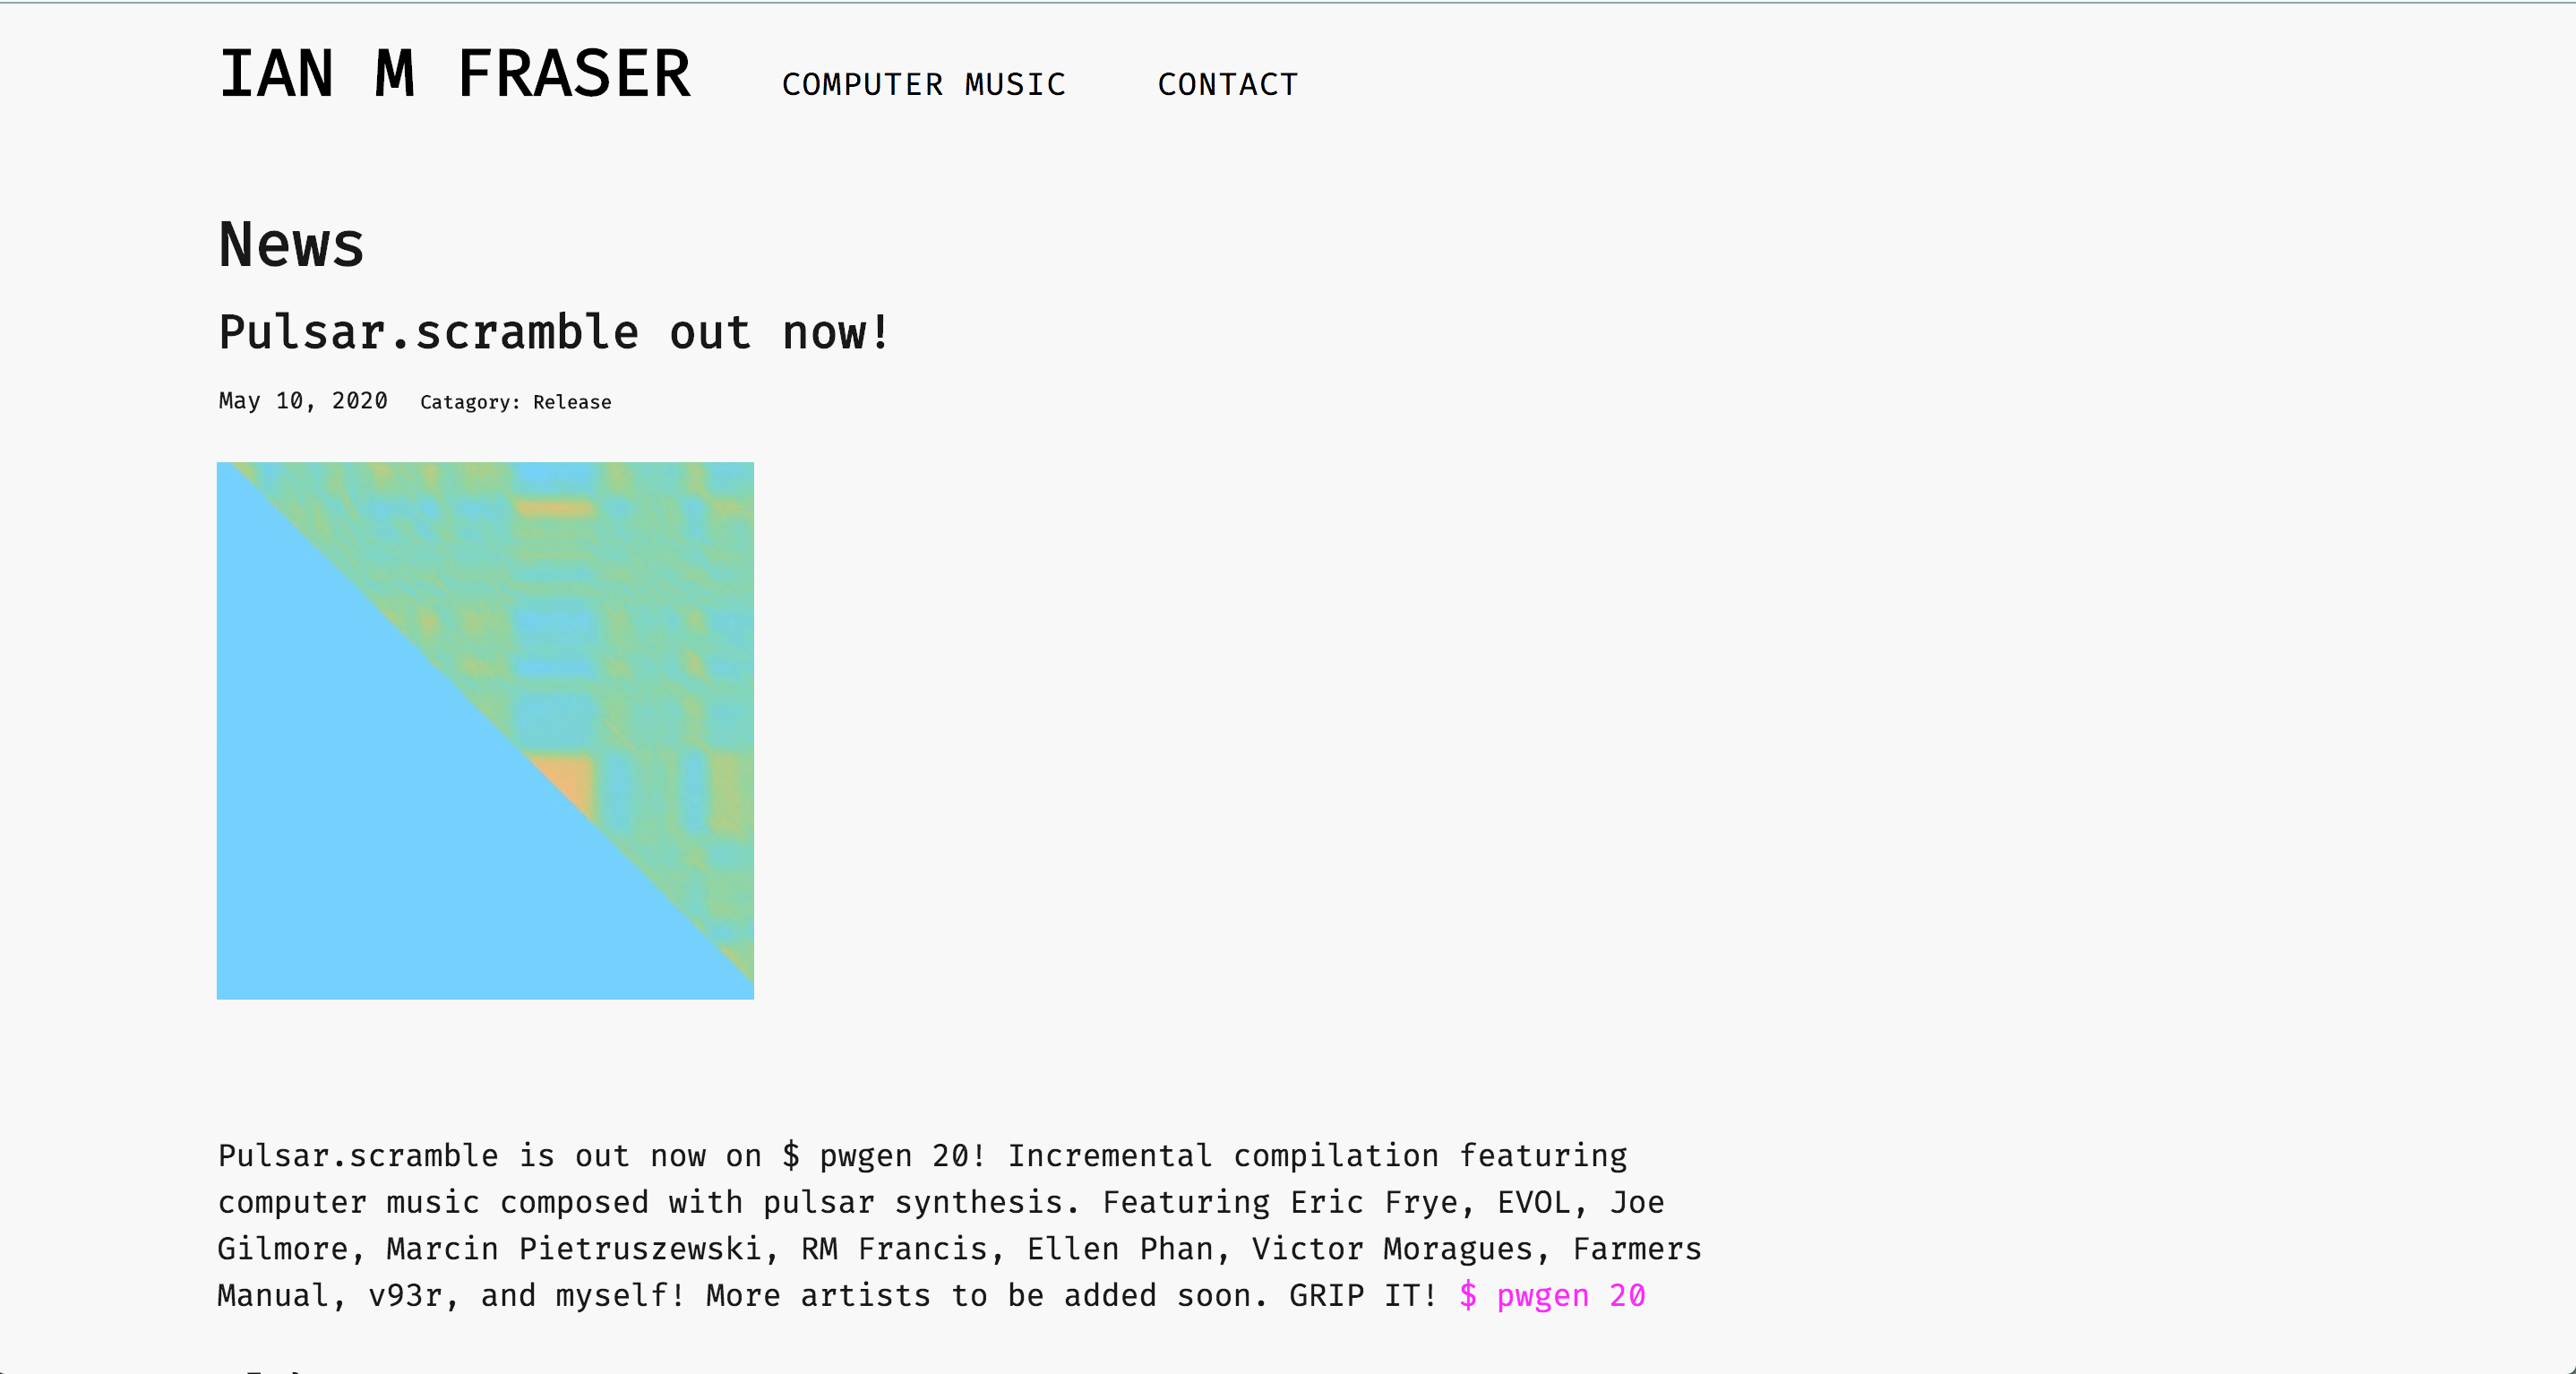 IAN M FRASER COMPUTER MUSIC CONTACT
News
Pulsar.scramble out now!
May 10, 2020 Catagory: Release
Pulsar.scramble is out now on $ pwgen 20! Incremental compilation featuring
computer music composed with pulsar synthesis. Featuring Eric Frye, EVOL, Joe
Gilmore, Marcin Pietruszewski, RM Francis, Ellen Phan, Victor Moragues, Farmers
Manual, v93r, and myself! More artists to be added soon. GRIP IT! $ pwgen 20